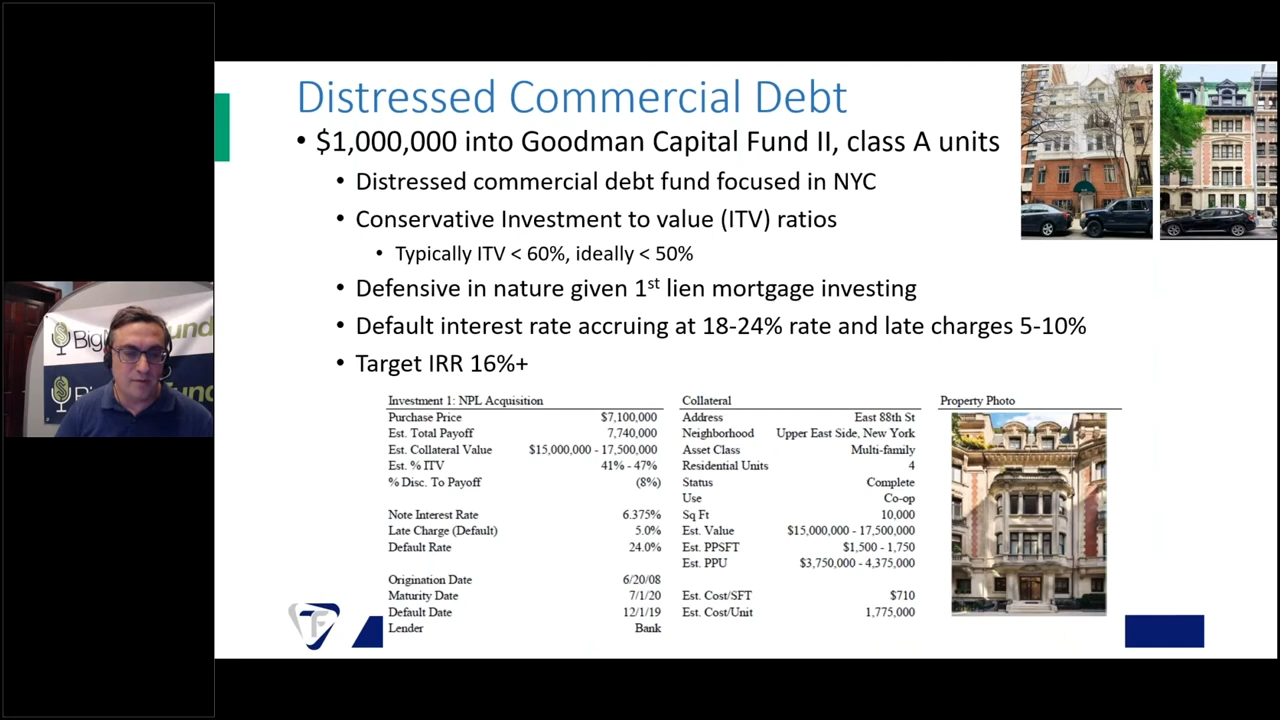 Distressed Commercial Debt
• $1,000,000 into Goodman Capital Fund II, class A units
• Distressed commercial debt fund focused in NYC
• Conservative Investment to value (ITV) ratios
• Typically ITV < 60%, ideally < 50%
• Defensive in nature given 1st lien mortgage investing
• Default interest rate accruing at 18-24% rate and late charges 5-10%
• Target IRR 16%+
Investment 1: NPL Acquisition
Purchase Price $7,100,000
Est. Total Payoff 7,740,000
Est. Collateral Value $15,000,000 - 17,500,000
Est. % ITV 41% - 47%
% Disc. To Payoff (8%)
Note Interest Rate 6.375%
Late Charge (Default) 5.0%
Default Rate 24.0%
Origination Date 6/20/08
Maturity Date 7/1/20
Default Date 12/1/19
Lender Bank
Collateral
Address East 88th St
Neighborhood Upper East Side, New York
Asset Class Multi-family
Residential Units 4
Status Complete
Use Co-op
Sq Ft 10,000
Est. Value $15,000,000 - 17,500,000
Est. PPSFT $1,500 - 1,750
Est. PPU $3,750,000 - 4,375,000
Est. Cost/SFT $710
Est. Cost/Unit 1,775,000
Property Photo